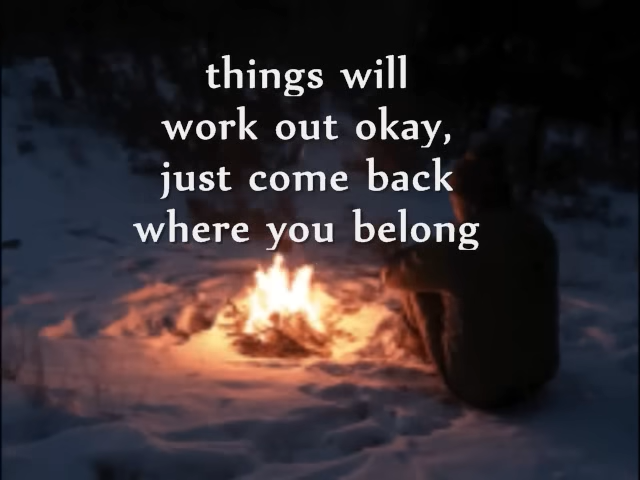 things will
work out okay,
just come back
where you belong